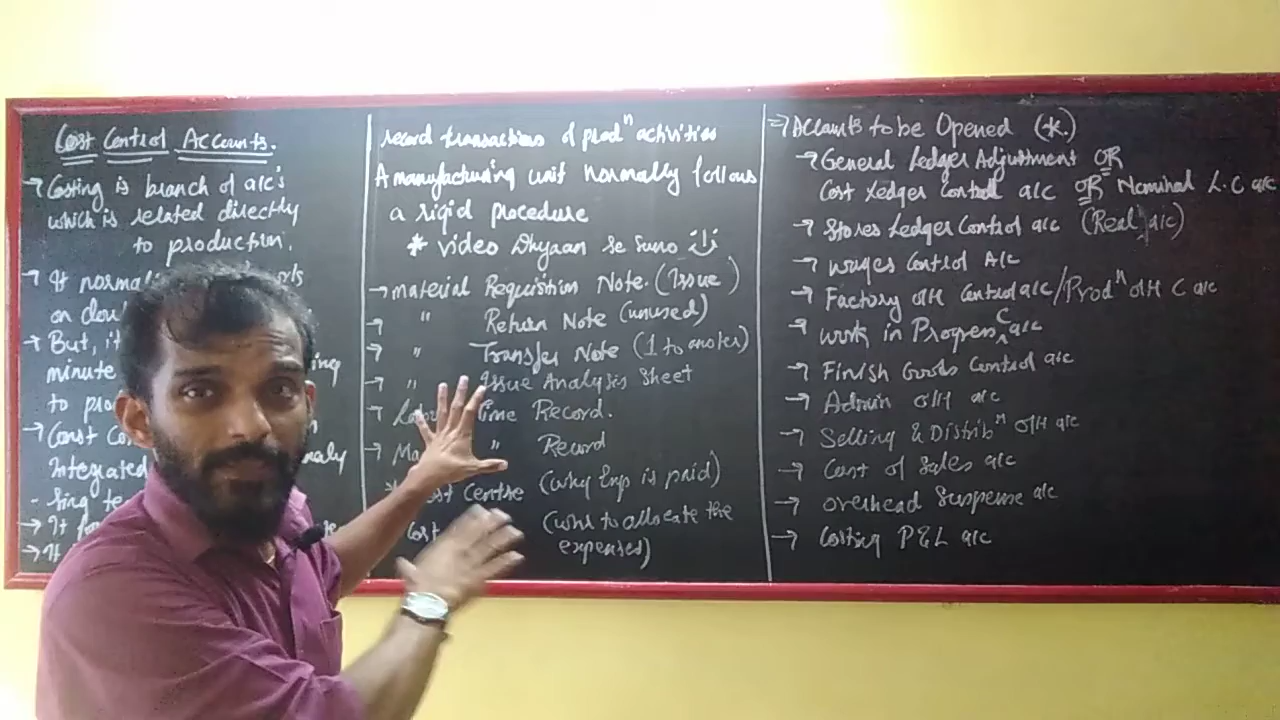 Cost Control Accounts.
→ Costing is branch of a/c's
which is related directly
to production.
→ It
on
→ But,
minute
to
→ Cost
Integrated
→ It
→ It
record transactions of prodⁿ activities
A manufacturing unit normally follows
a rigid procedure
* video Dhyaan se Suno
→ material Requisition Note. (Issue)
→ " Return Note (unused)
→ " Transfer Note (1 to anoter)
→ " Issue Analysis Sheet
→ Time Record.
→ " Record
Centre (why Exp is paid)
Cost (whr to allocate the
expenses)
⇒ Accounts to be Opened (*.)
→ General Ledger Adjustment OR
Cost Ledger Control a/c OR Nominal L.C a/c
→ Stores Ledger Control a/c (Real a/c)
→ wages Control A/c
→ Factory O/H Control a/c/Prodⁿ O/H C a/c
→ work in Progress C a/c
→ Finish Goods Control a/c
→ Admin O/H a/c
→ Selling & Distribⁿ O/H a/c
→ Cost of Sales a/c
→ Overhead Suspense a/c
→ Costing P&L a/c